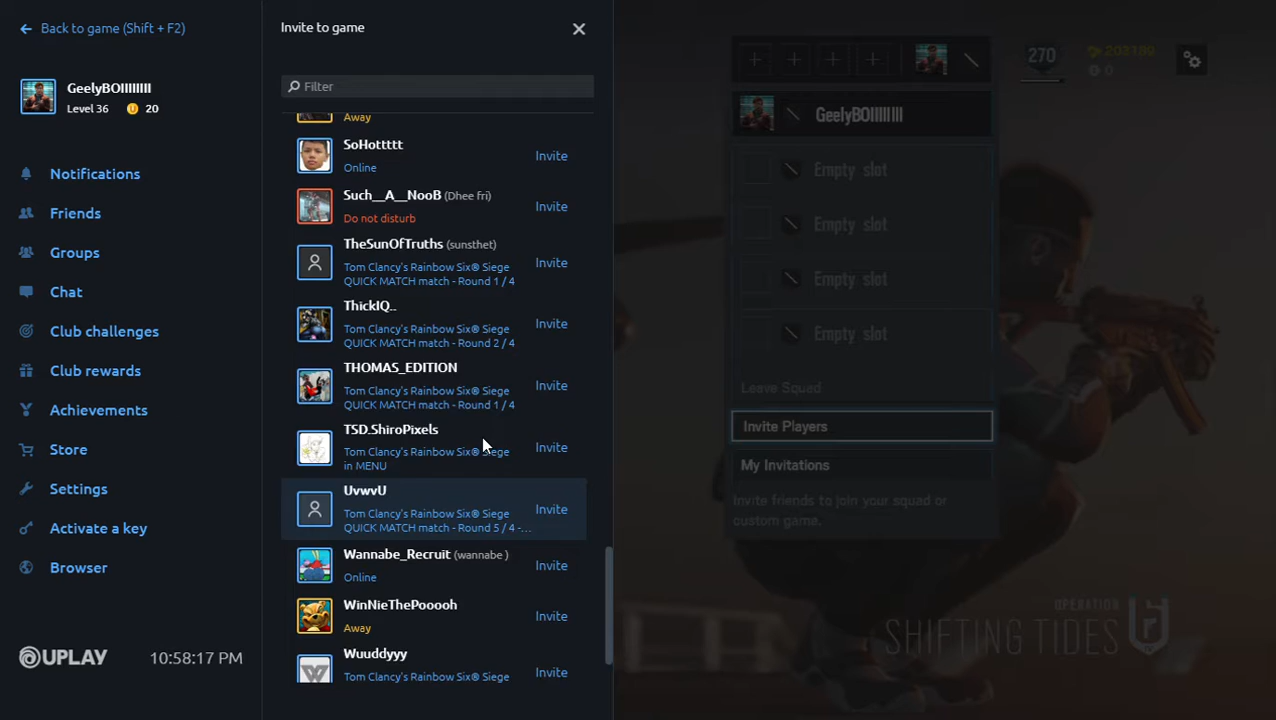 Back to game (Shift + F2)
GeelyBOIIIIIIII
Level 36 20
Notifications
Friends
Groups
Chat
Club challenges
Club rewards
Achievements
Store
Settings
Activate a key
Browser
UPLAY 10:58:17 PM
Invite to game
Filter
Away
SoHottttt
Online
Invite
Such__A__NooB (Dhee fri)
Do not disturb
Invite
TheSunOfTruths (sunsthet)
Tom Clancy's Rainbow Six® Siege
QUICK MATCH match - Round 1 / 4
Invite
ThickIQ..
Tom Clancy's Rainbow Six® Siege
QUICK MATCH match - Round 2 / 4
Invite
THOMAS_EDITION
Tom Clancy's Rainbow Six® Siege
QUICK MATCH match - Round 1 / 4
Invite
TSD.ShiroPixels
Tom Clancy's Rainbow Six® Siege
in MENU
Invite
UvwvU
Tom Clancy's Rainbow Six® Siege
QUICK MATCH match - Round 5 / 4 -...
Invite
Wannabe_Recruit (wannabe )
Online
Invite
WinNieThePooooh
Away
Invite
Wuuddyyy
Tom Clancy's Rainbow Six® Siege
Invite
270
202789
0
GeelyBOIIIIIIII
Empty slot
Empty slot
Empty slot
Empty slot
Leave Squad
Invite Players
My Invitations
Invite friends to join your squad or
custom game.
OPERATION
SHIFTING TIDES